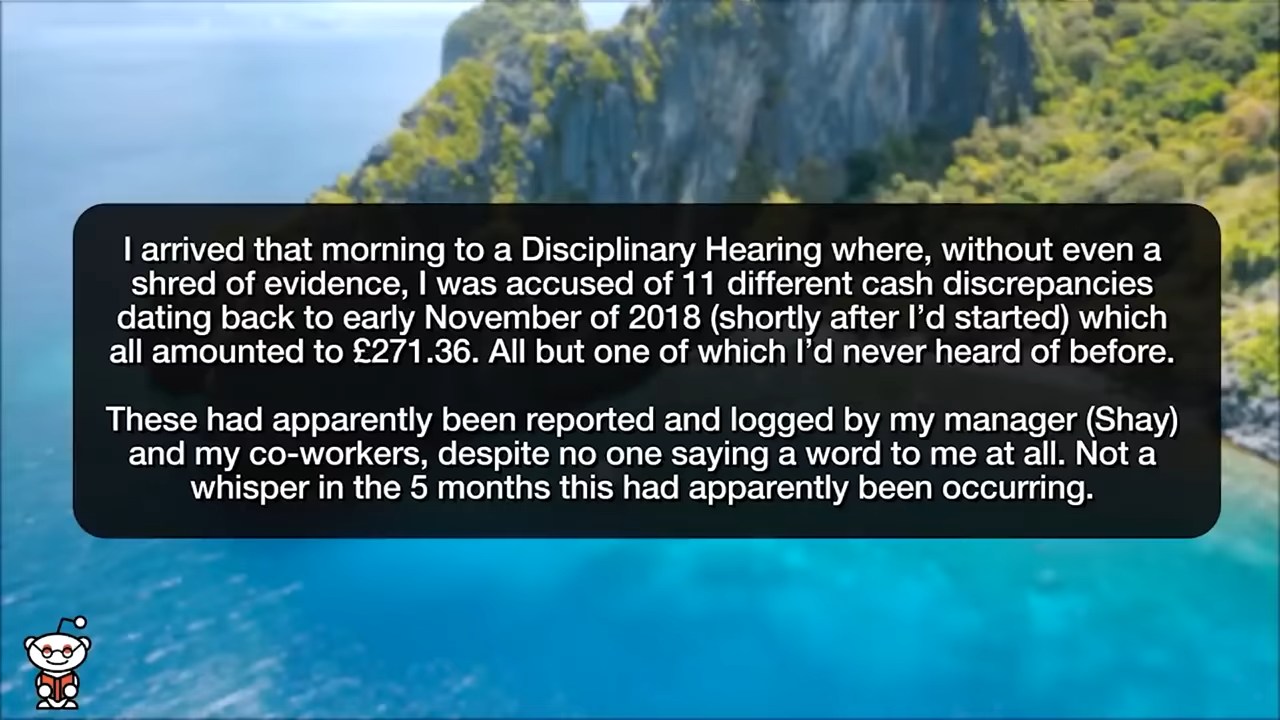 I arrived that morning to a Disciplinary Hearing where, without even a
shred of evidence, I was accused of 11 different cash discrepancies
dating back to early November of 2018 (shortly after I’d started) which
all amounted to £271.36. All but one of which I’d never heard of before.
These had apparently been reported and logged by my manager (Shay)
and my co-workers, despite no one saying a word to me at all. Not a
whisper in the 5 months this had apparently been occurring.